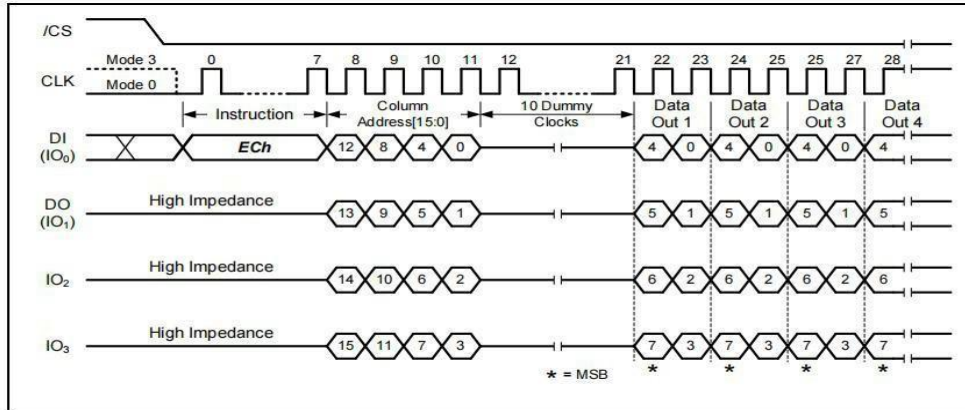 /CS
Mode 3 0 7 8 9 10 11 12 21 22 23 24 25 25 27 28
CLK Mode 0
Instruction Column Address[15:0] 10 Dummy Clocks Data Out 1 Data Out 2 Data Out 3 Data Out 4
DI (IO0) ECh 12 8 4 0 4 0 4 0 4 0 4
DO (IO1) High Impedance 13 9 5 1 5 1 5 1 5 1 5
IO2 High Impedance 14 10 6 2 6 2 6 2 6 2 6
IO3 High Impedance 15 11 7 3 7 3 7 3 7 3 7
* = MSB * * * *